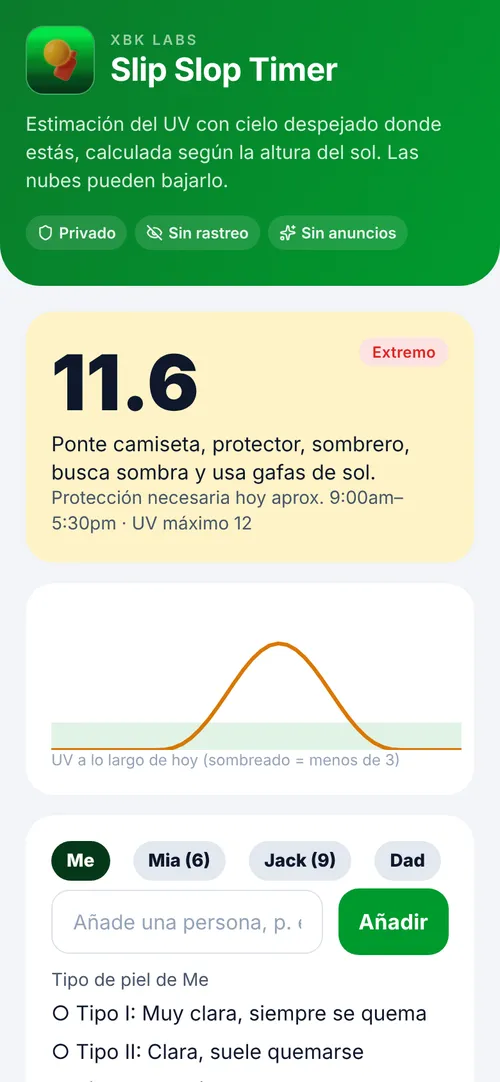 XBK LABS
Slip Slop Timer
Estimación del UV con cielo despejado donde
estás, calculada según la altura del sol. Las
nubes pueden bajarlo.
Privado
Sin rastreo
Sin anuncios
Extremo
11.6
Ponte camiseta, protector, sombrero,
busca sombra y usa gafas de sol.
Protección necesaria hoy aprox. 9:00am–
5:30pm · UV máximo 12
UV a lo largo de hoy (sombreado = menos de 3)
Me
Mia (6)
Jack (9)
Dad
Añade una persona, p.
Añadir
Tipo de piel de Me
Tipo I: Muy clara, siempre se quema
Tipo II: Clara, suele quemarse